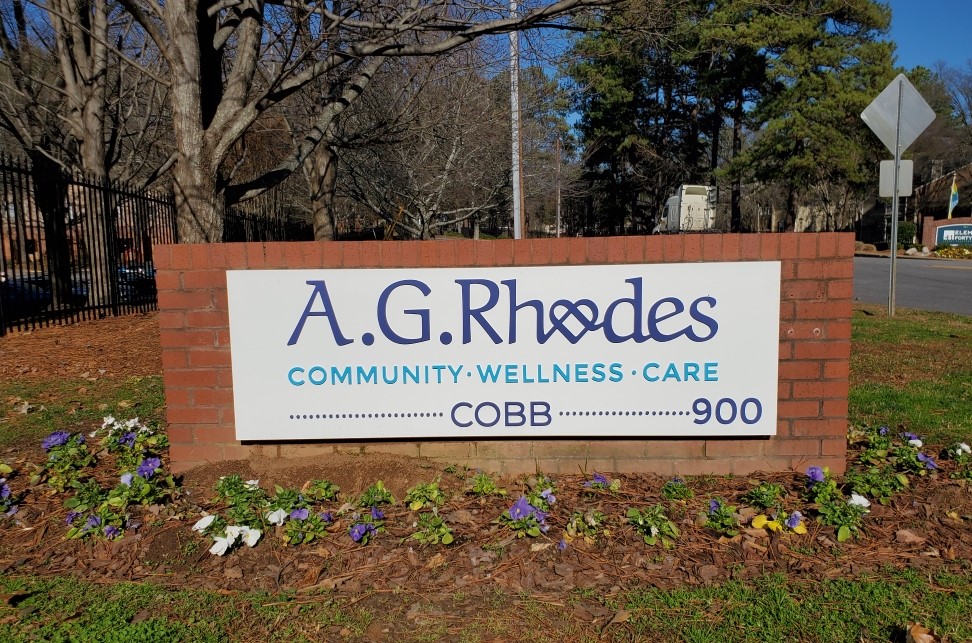 A.G.Rhodes
COMMUNITY·WELLNESS·CARE
COBB 900